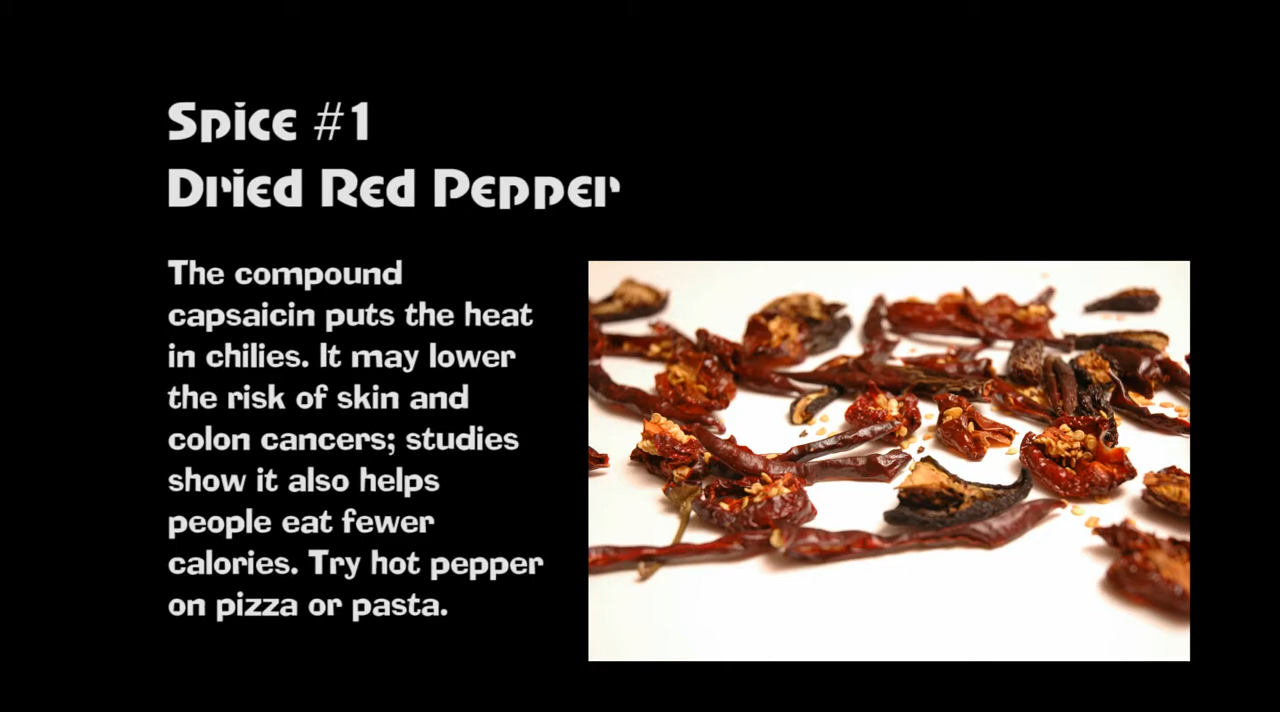 Spice #1
Dried Red Pepper
The compound
capsaicin puts the heat
in chilies. It may lower
the risk of skin and
colon cancers; studies
show it also helps
people eat fewer
calories. Try hot pepper
on pizza or pasta.